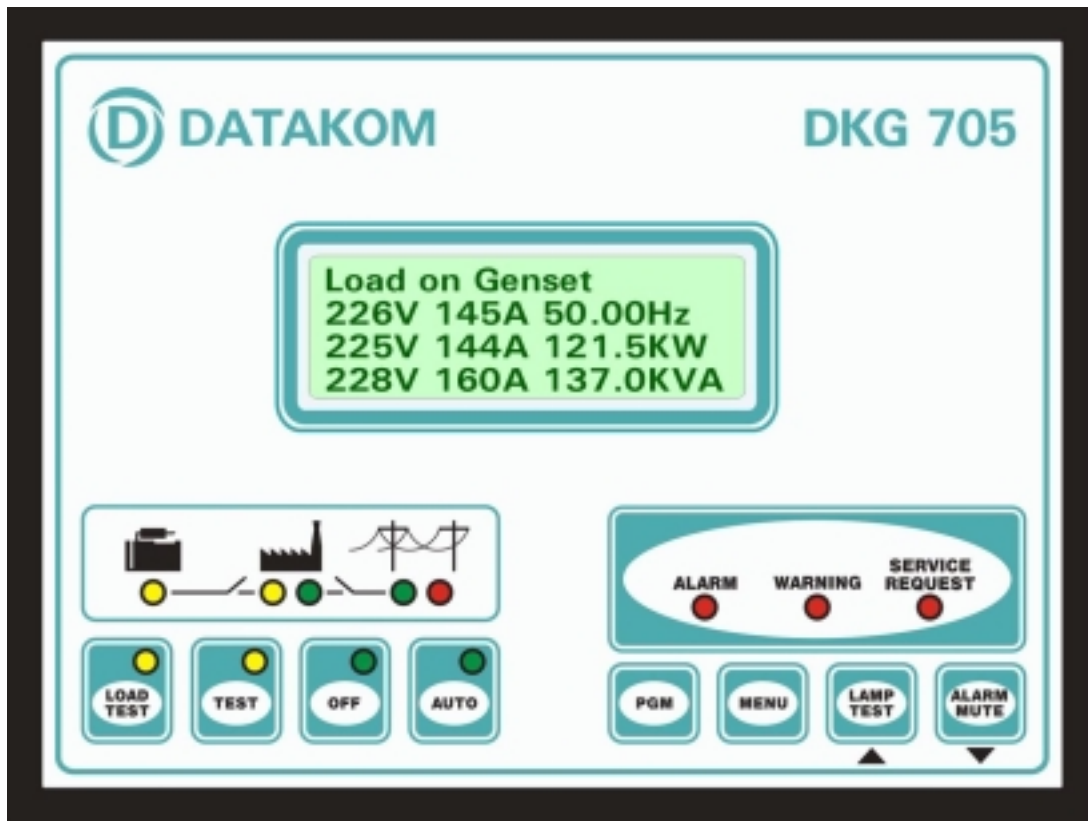 DATAKOM
DKG 705
Load on Genset
226V 145A 50.00Hz
225V 144A 121.5KW
228V 160A 137.0KVA
ALARM
WARNING
SERVICE
REQUEST
LOAD
TEST
TEST
OFF
AUTO
PGM
MENU
LAMP
TEST
ALARM
MUTE